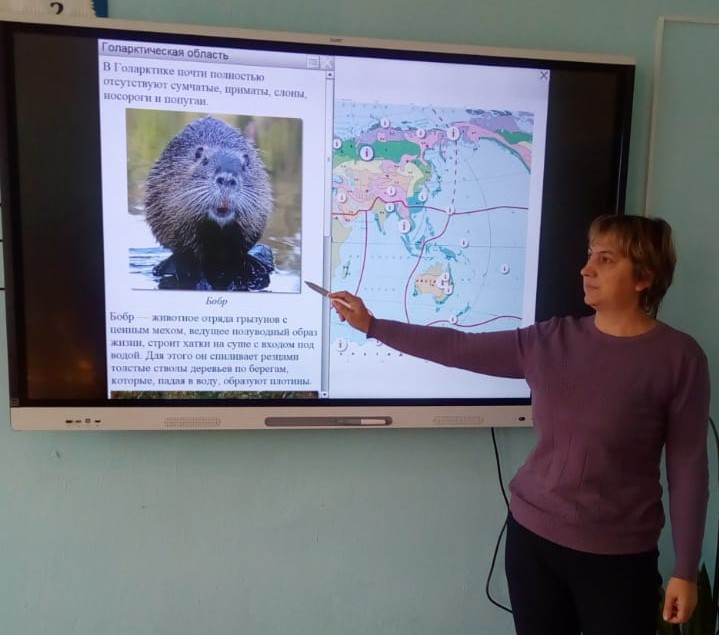 ?
Голарктическая область
В Голарктике почти полностью
отсутствуют сумчатые, приматы, слоны,
носороги и попугаи.
Бобр
Бобр — животное отряда грызунов с
ценным мехом, ведущее полуводный образ
жизни, строит хатки на суше с входом под
водой. Для этого он спиливает резцами
толстые стволы деревьев по берегам,
которые, падая в воду, образуют плотины.